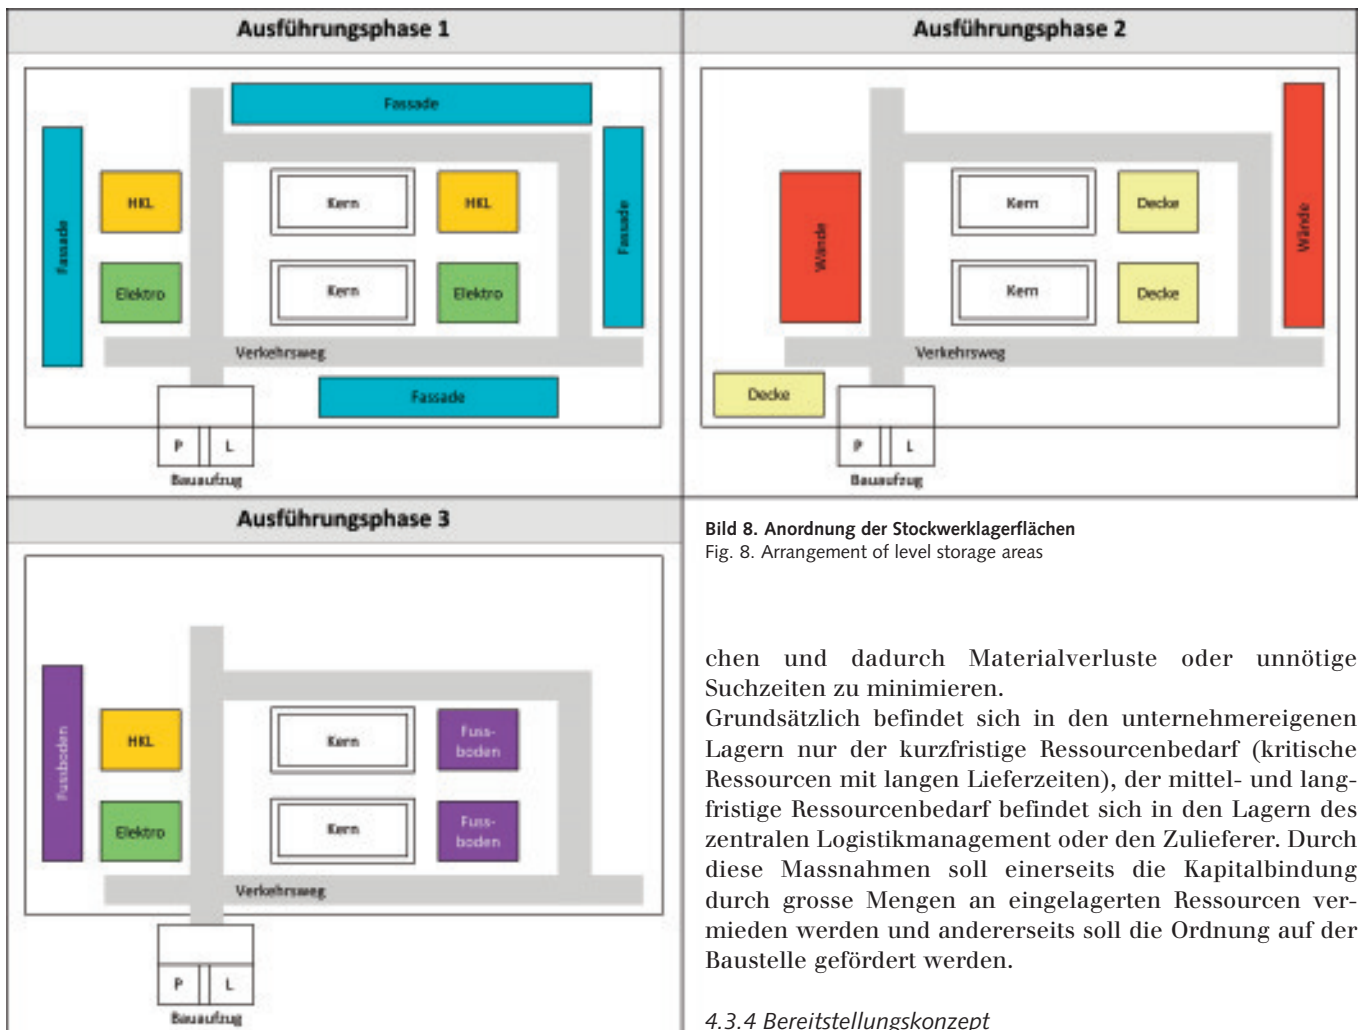 Ausführungsphase 1
Fassade
Fassade
HKL
Kern
HKL
Fassade
Elektro
Kern
Elektro
Verkehrsweg
Fassade
P
L
Bauaufzug
Ausführungsphase 2
Wände
Kern
Decke
Wände
Kern
Decke
Verkehrsweg
Decke
P
L
Bauaufzug
Ausführungsphase 3
Fussboden
HKL
Kern
Fuss-
boden
Elektro
Kern
Fuss-
boden
Verkehrsweg
P
L
Bauaufzug
Bild 8. Anordnung der Stockwerklagerflächen
Fig. 8. Arrangement of level storage areas
chen und dadurch Materialverluste oder unnötige
Suchzeiten zu minimieren.
Grundsätzlich befindet sich in den unternehmereigenen
Lagern nur der kurzfristige Ressourcenbedarf (kritische
Ressourcen mit langen Lieferzeiten), der mittel- und lang-
fristige Ressourcenbedarf befindet sich in den Lagern des
zentralen Logistikmanagement oder den Zulieferer. Durch
diese Massnahmen soll einerseits die Kapitalbindung
durch grosse Mengen an eingelagerten Ressourcen ver-
mieden werden und andererseits soll die Ordnung auf der
Baustelle gefördert werden.
4.3.4 Bereitstellungskonzept